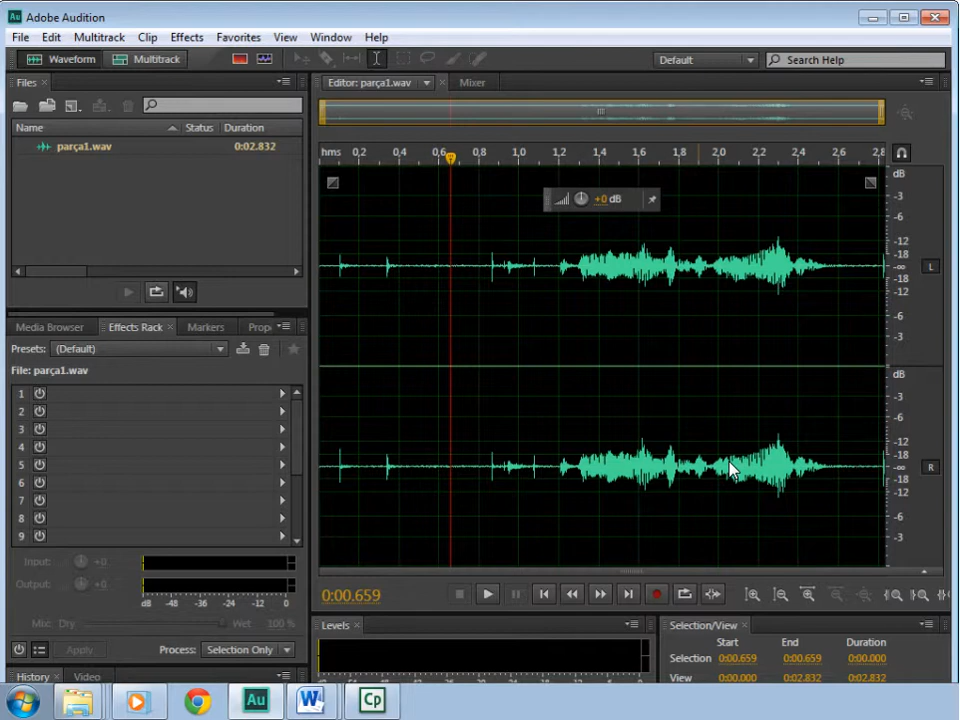 Adobe Audition
File Edit Multitrack Clip Effects Favorites View Window Help
Waveform Multitrack Default Search Help
Files
Name Status Duration
parça1.wav 0:02.832
Media Browser Effects Rack Markers
Presets: (Default)
File: parça1.wav
1
2
3
4
5
6
7
8
9
Input: +0
Output: +0
dB -48 -36 -24 -12 0
Mix: Dry Wet 100 %
Apply Process: Selection Only
History Video
Editor: parça1.wav Mixer
hms 0,2 0,4 0,6 0,8 1,0 1,2 1,4 1,6 1,8 2,0 2,2 2,4 2,6 2,8
+0 dB
dB
-3
-6
-12
-18
-∞ L
-18
-12
-6
-3
dB
-3
-6
-12
-18
-∞ R
-18
-12
-6
-3
0:00.659
Levels
Selection/View
Start End Duration
Selection 0:00.659 0:00.659 0:00.000
View 0:00.000 0:02.832 0:02.832
Au W Cp